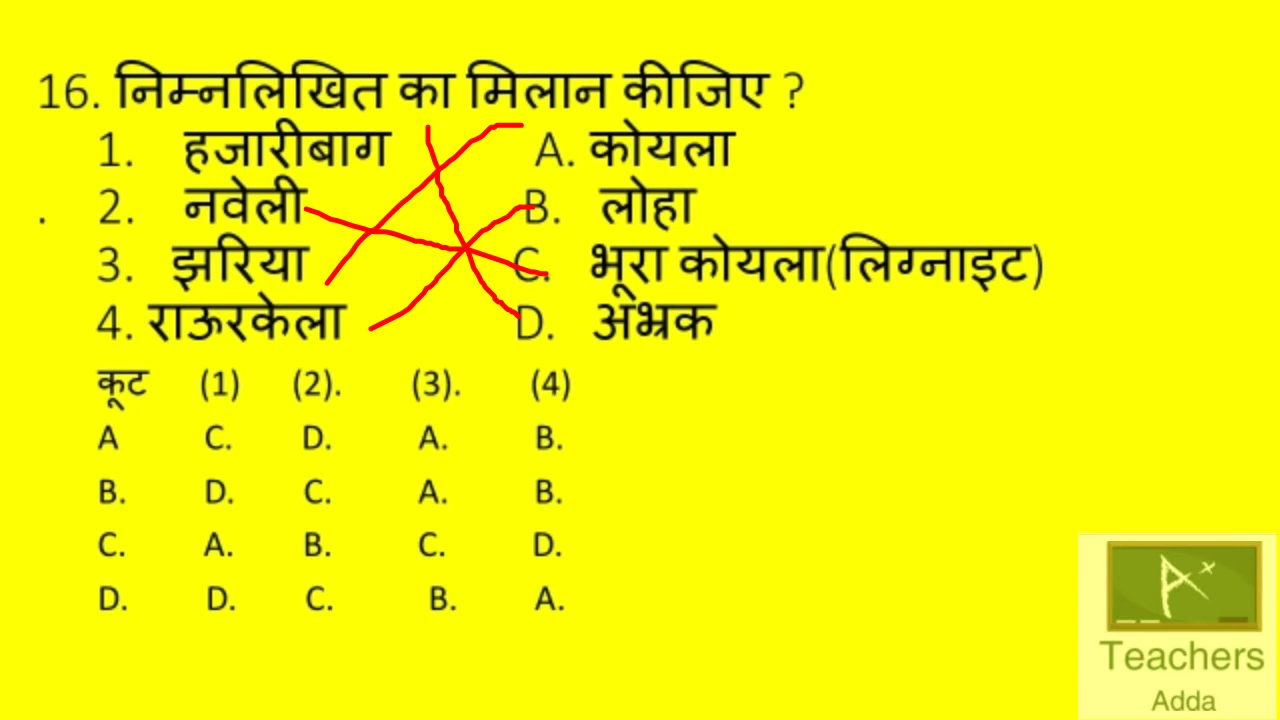 16. निम्नलिखित का मिलान कीजिए ?
1. हजारीबाग A. कोयला
. 2. नवेली B. लोहा
3. झरिया C. भूरा कोयला(लिग्नाइट)
4. राऊरकेला D. अभ्रक
कूट (1) (2). (3). (4)
A C. D. A. B.
B. D. C. A. B.
C. A. B. C. D.
D. D. C. B. A.
A+
Teachers
Adda